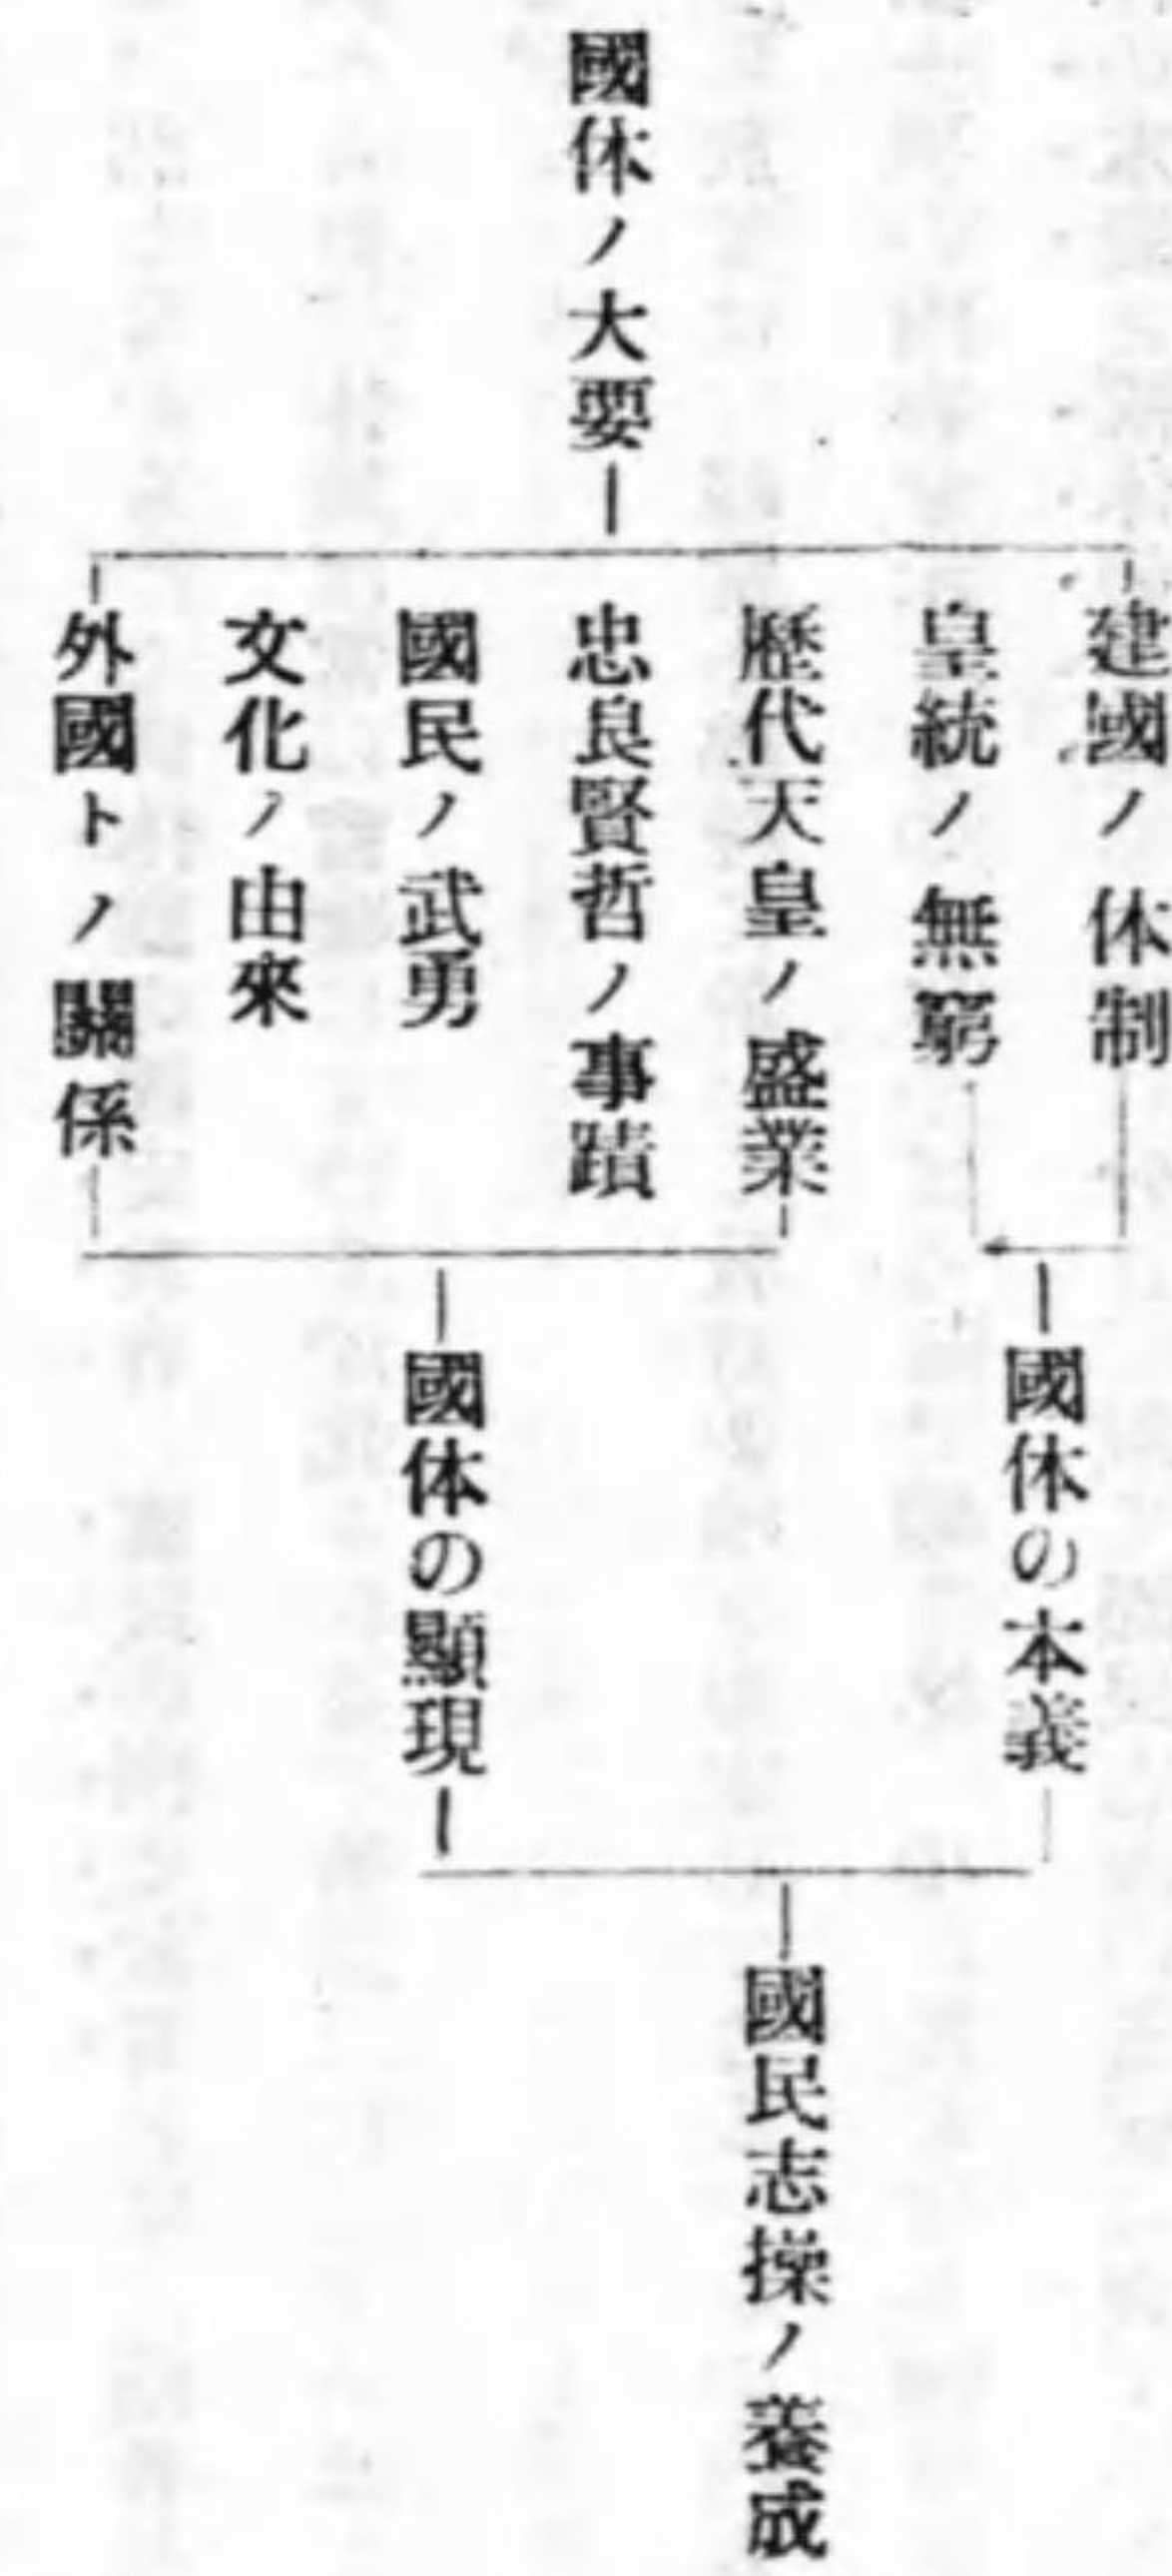 國体ノ大要
建國ノ体制
皇統ノ無窮
歷代天皇ノ盛業
忠良賢哲ノ事蹟
國民ノ武勇
文化ノ由來
外國トノ關係
國体の本義
國体の顯現
國民志操ノ養成